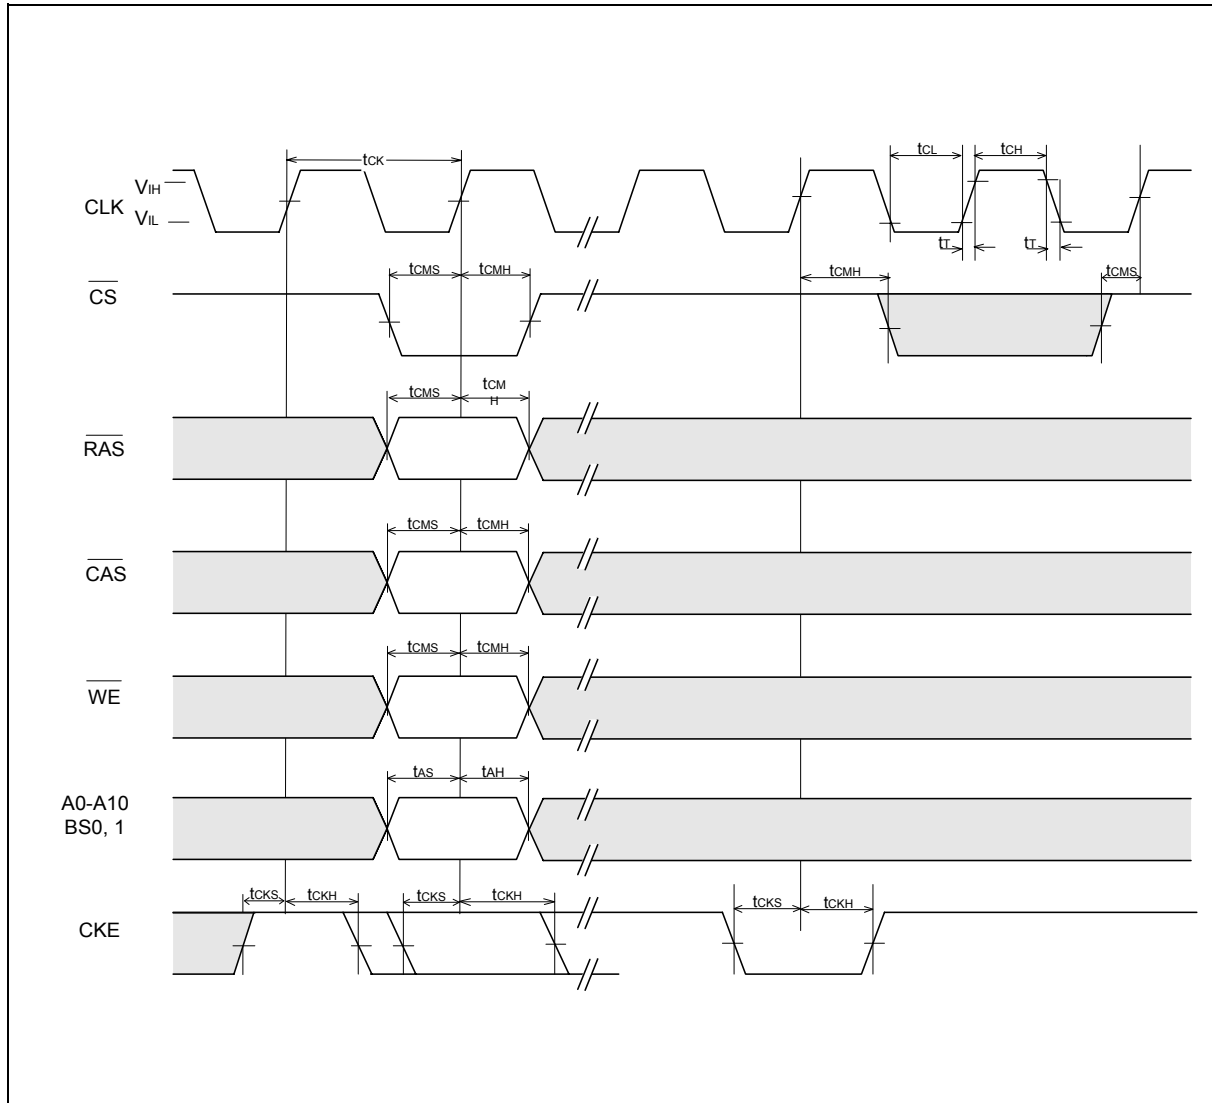 tCK
tCL
tCH
VIH
CLK
VIL
tT
tT
tCMS
tCMH
tCMH
tCMS
CS
tCMS
tCM
H
RAS
tCMS
tCMH
CAS
tCMS
tCMH
WE
tAS
tAH
A0-A10
BS0, 1
tCKS
tCKH
tCKS
tCKH
tCKS
tCKH
CKE